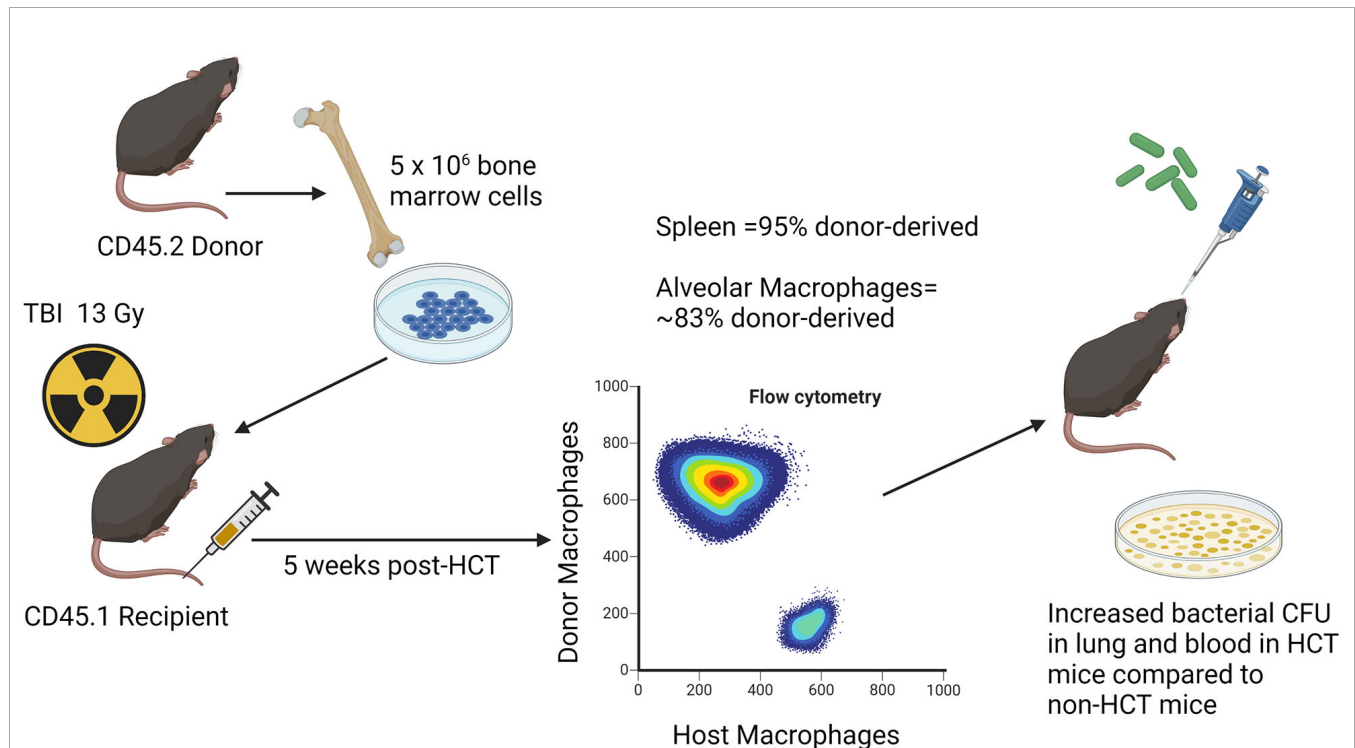 CD45.2 Donor
5 x 10⁶ bone
marrow cells
TBI 13 Gy
CD45.1 Recipient
5 weeks post-HCT
Spleen =95% donor-derived
Alveolar Macrophages=
~83% donor-derived
Flow cytometry
Donor Macrophages
1000
800
600
400
200
0
0 200 400 600 800 1000
Host Macrophages
Increased bacterial CFU
in lung and blood in HCT
mice compared to
non-HCT mice